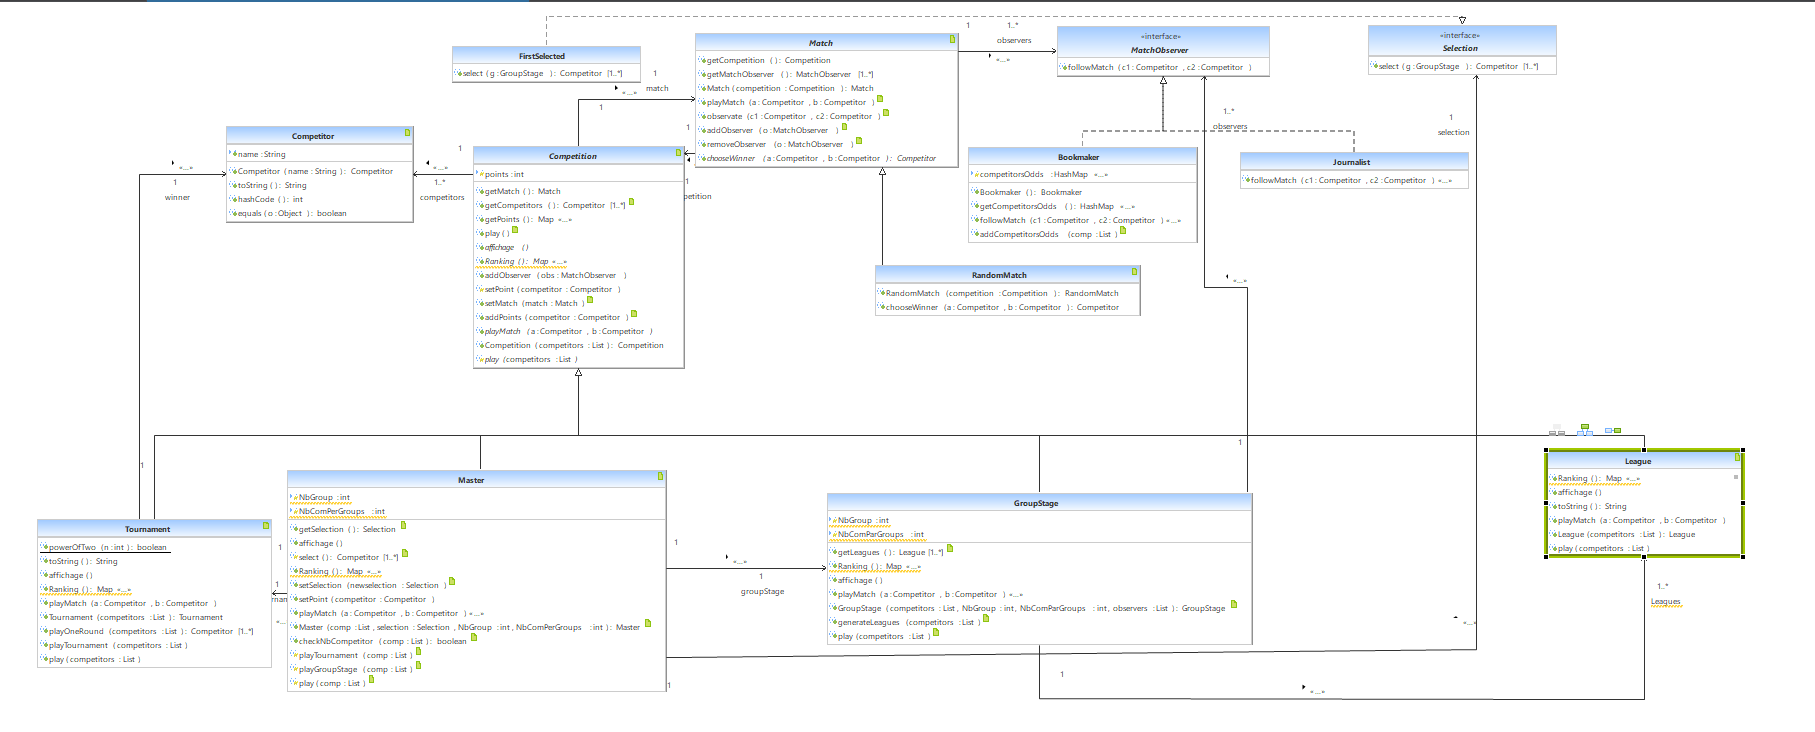 FirstSelected
select (g : GroupStage ) : Competitor [1..*]
1
match
«...»
1
Match
getCompetition () : Competition
getMatchObserver () : MatchObserver [1..*]
Match (competition : Competition ) : Match
playMatch (a : Competitor , b : Competitor )
observate (c1 : Competitor , c2 : Competitor )
addObserver (o : MatchObserver )
removeObserver (o : MatchObserver )
chooseWinner (a : Competitor , b : Competitor ) : Competitor
1
1..*
observers
«...»
«interface»
MatchObserver
followMatch (c1 : Competitor , c2 : Competitor )
«interface»
Selection
select (g : GroupStage ) : Competitor [1..*]
1
selection
1..*
observers
Competitor
name : String
Competitor (name : String ) : Competitor
toString () : String
hashCode () : int
equals (o : Object ) : boolean
«...»
1
winner
1
«...»
1..*
competitors
Competition
points : int
getMatch () : Match
getCompetitors () : Competitor [1..*]
getPoints () : Map «...»
play ()
affichage ()
Ranking () : Map «...»
addObserver (obs : MatchObserver )
setPoint (competitor : Competitor )
setMatch (match : Match )
addPoints (competitor : Competitor )
playMatch (a : Competitor , b : Competitor )
Competition (competitors : List ) : Competition
play (competitors : List )
1
1
petition
Bookmaker
competitorsOdds : HashMap «...»
Bookmaker () : Bookmaker
getCompetitorsOdds () : HashMap «...»
followMatch (c1 : Competitor , c2 : Competitor ) «...»
addCompetitorsOdds (comp : List )
Journalist
followMatch (c1 : Competitor , c2 : Competitor ) «...»
RandomMatch
RandomMatch (competition : Competition ) : RandomMatch
chooseWinner (a : Competitor , b : Competitor ) : Competitor
«...»
1
1
Tournament
powerOfTwo (n : int ) : boolean
toString () : String
affichage ()
Ranking () : Map «...»
playMatch (a : Competitor , b : Competitor )
Tournament (competitors : List ) : Tournament
playOneRound (competitors : List ) : Competitor [1..*]
playTournament (competitors : List )
play (competitors : List )
1
1
«...
Master
NbGroup : int
NbComPerGroups : int
getSelection () : Selection
affichage ()
select () : Competitor [1..*]
Ranking () : Map «...»
setSelection (newselection : Selection )
setPoint (competitor : Competitor )
playMatch (a : Competitor , b : Competitor ) «...»
Master (comp : List , selection : Selection , NbGroup : int , NbComPerGroups : int ) : Master
checkNbCompetitor (comp : List ) : boolean
playTournament (comp : List )
playGroupStage (comp : List )
play (comp : List )
1
1
«...»
1
groupStage
GroupStage
NbGroup : int
NbComParGroups : int
getLeagues () : League [1..*]
Ranking () : Map «...»
affichage ()
playMatch (a : Competitor , b : Competitor ) «...»
GroupStage (competitors : List , NbGroup : int , NbComParGroups : int , observers : List ) : GroupStage
generateLeagues (competitors : List )
play (competitors : List )
1
«...»
«...»
League
Ranking () : Map «...»
affichage ()
toString () : String
playMatch (a : Competitor , b : Competitor )
League (competitors : List ) : League
play (competitors : List )
1..*
Leagues